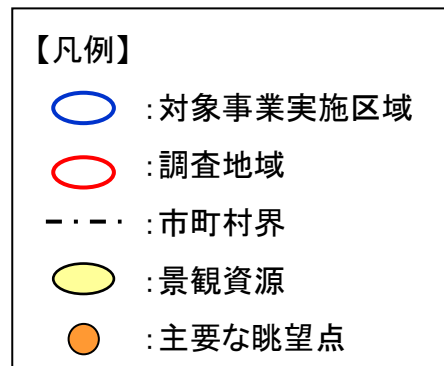 【凡例】
：対象事業実施区域
：調査地域
：市町村界
：景観資源
：主要な眺望点